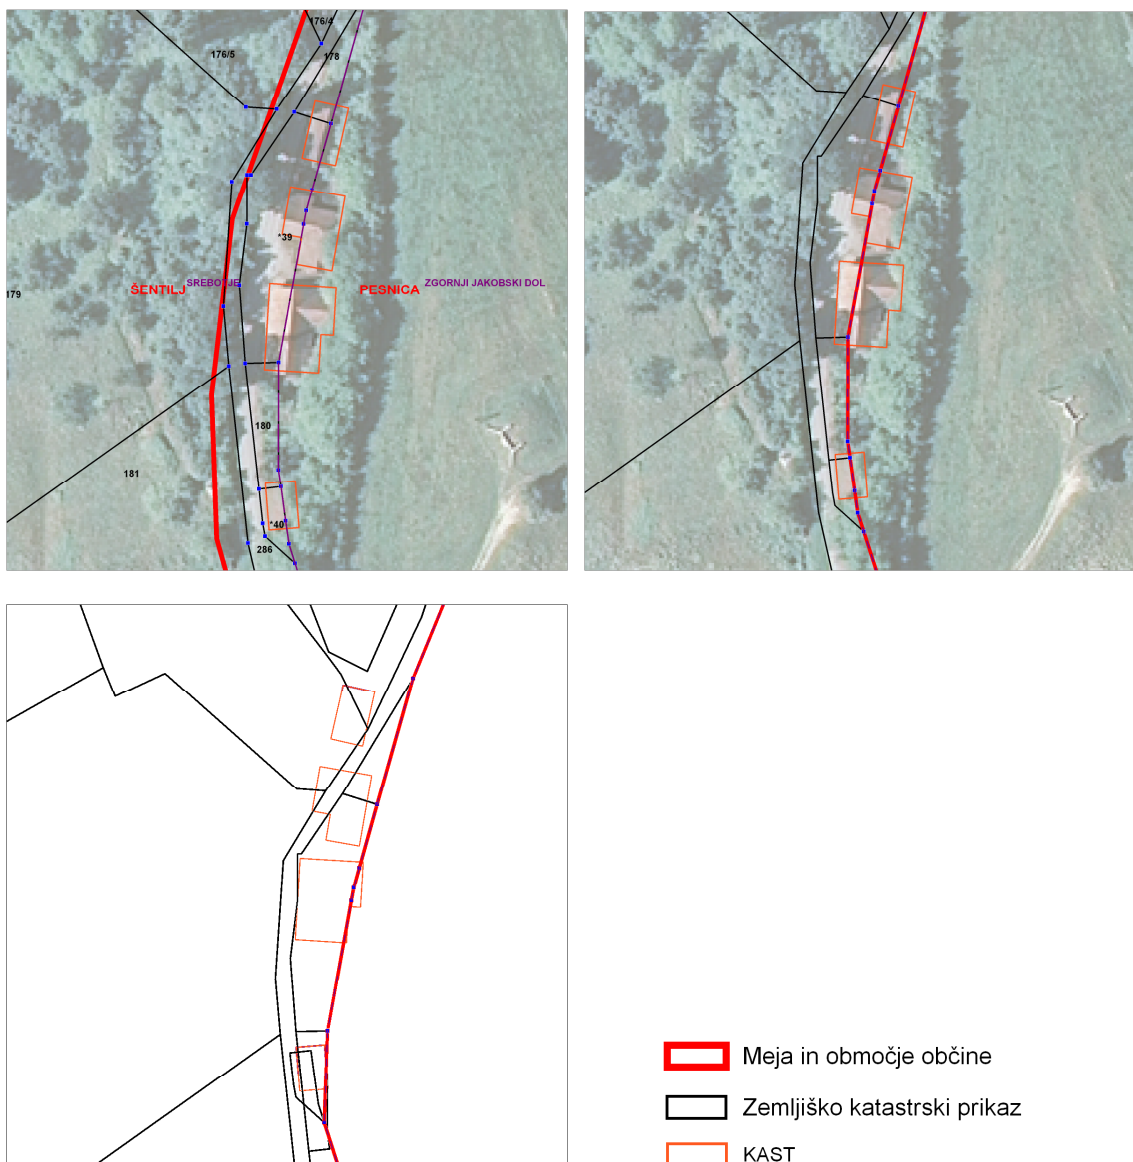 176/4
176/5
178
*39
ŠENTILJ SREBOTJE PESNICA ZGORNJI JAKOBSKI DOL
179
180
181
*40
286
Meja in območje občine
Zemljiško katastrski prikaz
KAST